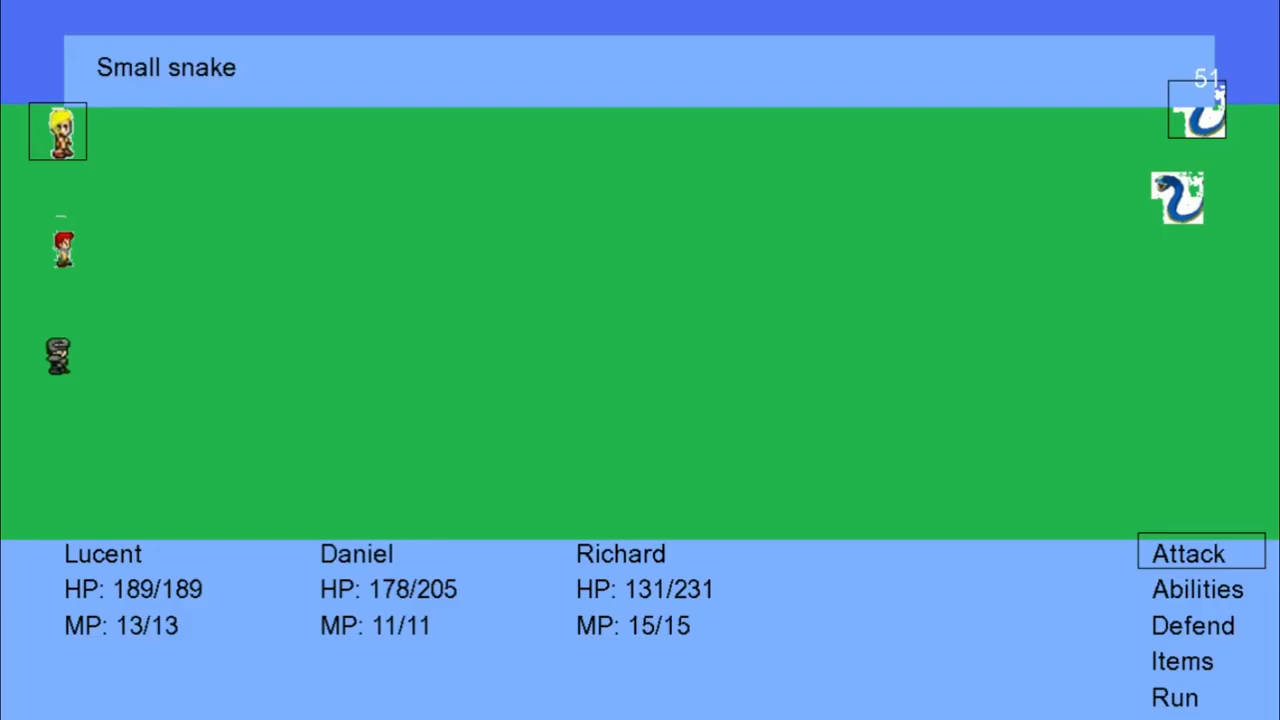 Small snake
51
Lucent Daniel Richard Attack
HP: 189/189 HP: 178/205 HP: 131/231 Abilities
MP: 13/13 MP: 11/11 MP: 15/15 Defend
Items
Run